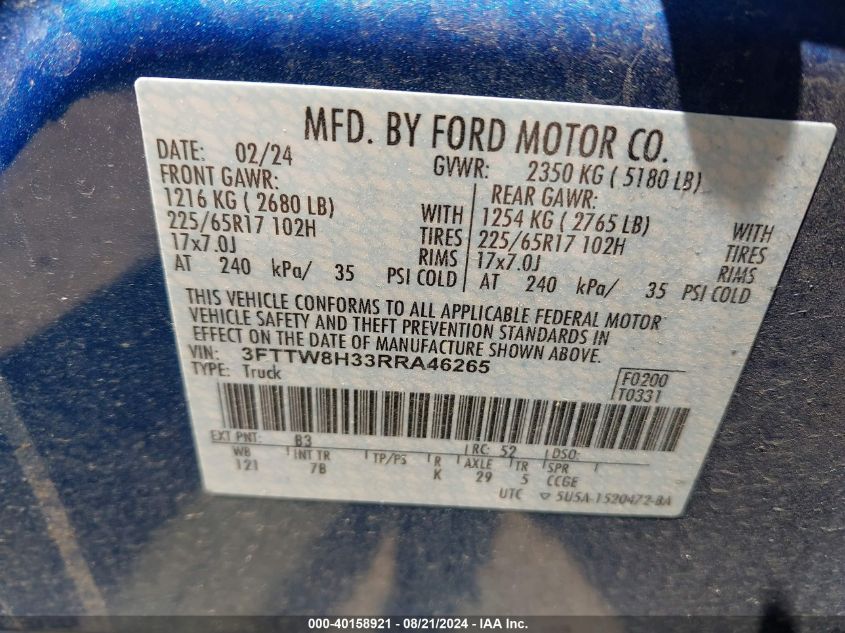 MFD. BY FORD MOTOR CO.
DATE: 02/24 GVWR: 2350 KG ( 5180 LB)
FRONT GAWR: REAR GAWR:
1216 KG ( 2680 LB) WITH 1254 KG ( 2765 LB) WITH
225/65R17 102H TIRES 225/65R17 102H TIRES
17x7.0J RIMS 17x7.0J RIMS
AT 240 kPa/ 35 PSI COLD AT 240 kPa/ 35 PSI COLD
THIS VEHICLE CONFORMS TO ALL APPLICABLE FEDERAL MOTOR
VEHICLE SAFETY AND THEFT PREVENTION STANDARDS IN
EFFECT ON THE DATE OF MANUFACTURE SHOWN ABOVE.
VIN: 3FTTW8H33RRA46265
TYPE: Truck
F0200
T0331
EXT PNT: B3 RC: 52 DSO:
WB INT TR TP/PS R AXLE TR SPR
121 7B K 29 5 CCGE
UTC ▽ 5U5A-1520472-BA
000-40158921 - 08/21/2024 - IAA Inc.